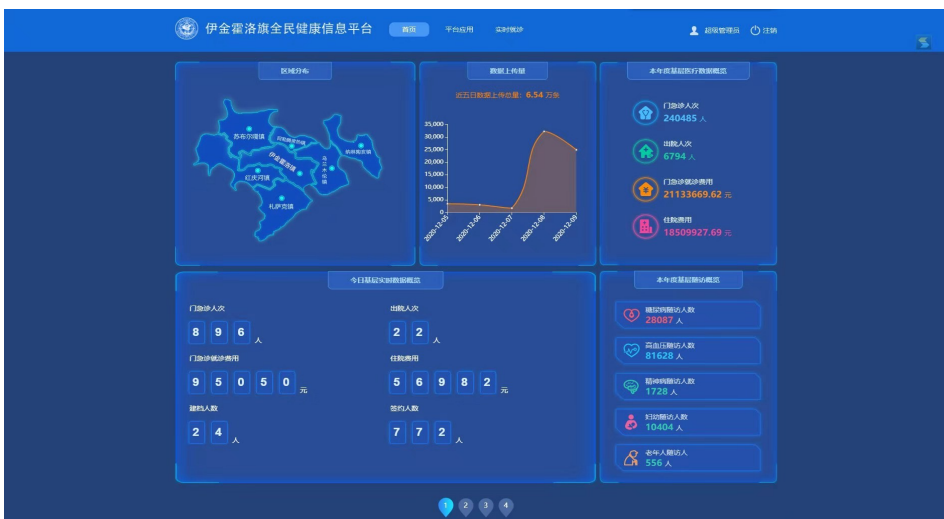 伊金霍洛旗全民健康信息平台
首页
平台应用
实时就诊
超级管理员
注销
区域分布
苏布尔嘎镇
伊金霍洛镇
乌兰木伦镇
纳林陶亥镇
红庆河镇
札萨克镇
数据上传量
近五日数据上传总量: 6.54 万条
35,000
30,000
25,000
20,000
15,000
10,000
5,000
0
2020-12-05
2020-12-06
2020-12-07
2020-12-08
2020-12-09
本年度基层医疗数据概览
门急诊人次
240485 人
出院人次
6794 人
门急诊就诊费用
21133669.62 元
住院费用
18509927.69 元
今日基层实时数据概览
门急诊人次
896人
出院人次
22人
门急诊就诊费用
95050元
住院费用
56982元
建档人数
24人
签约人数
772人
本年度基层随访概览
糖尿病随访人数
28087 人
高血压随访人数
81628 人
精神病随访人数
1728 人
妇幼随访人数
10404 人
老年人随访人
556 人
1
2
3
4